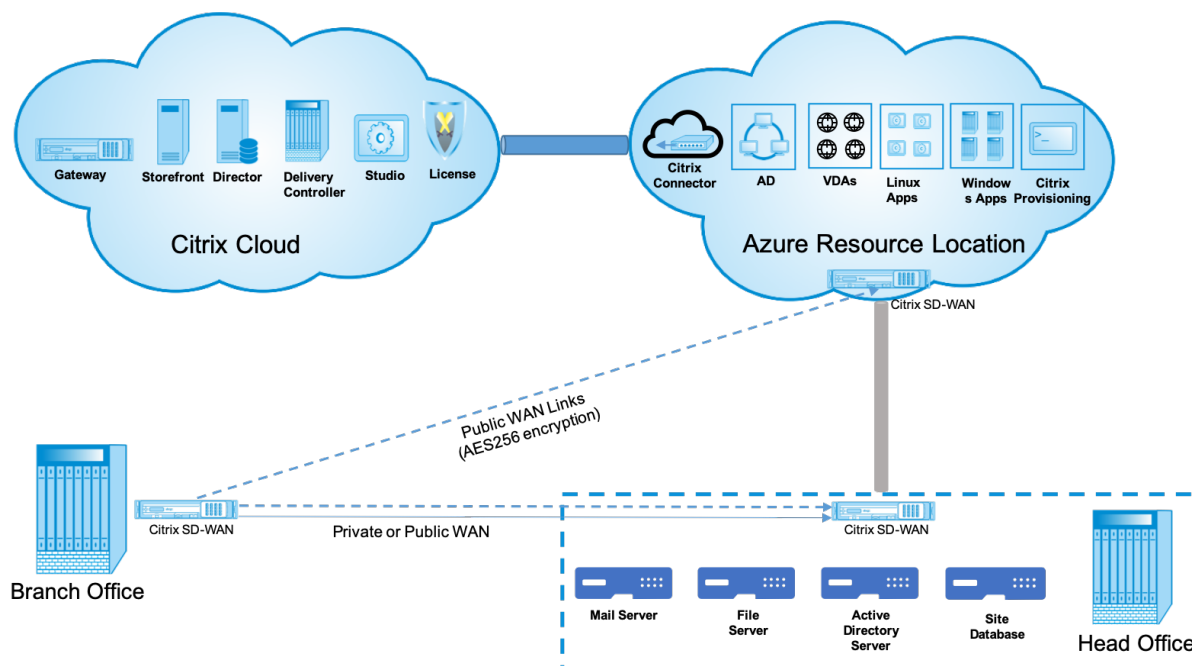 Gateway
Storefront
Director
Delivery
Controller
Studio
License
Citrix Cloud
Citrix
Connector
AD
VDAs
Linux
Apps
Window
s Apps
Citrix
Provisioning
>_
Azure Resource Location
Citrix SD-WAN
Public WAN Links
(AES256 encryption)
Citrix SD-WAN
Private or Public WAN
Citrix SD-WAN
Branch Office
Mail Server
File
Server
Active
Directory
Server
Site
Database
Head Office